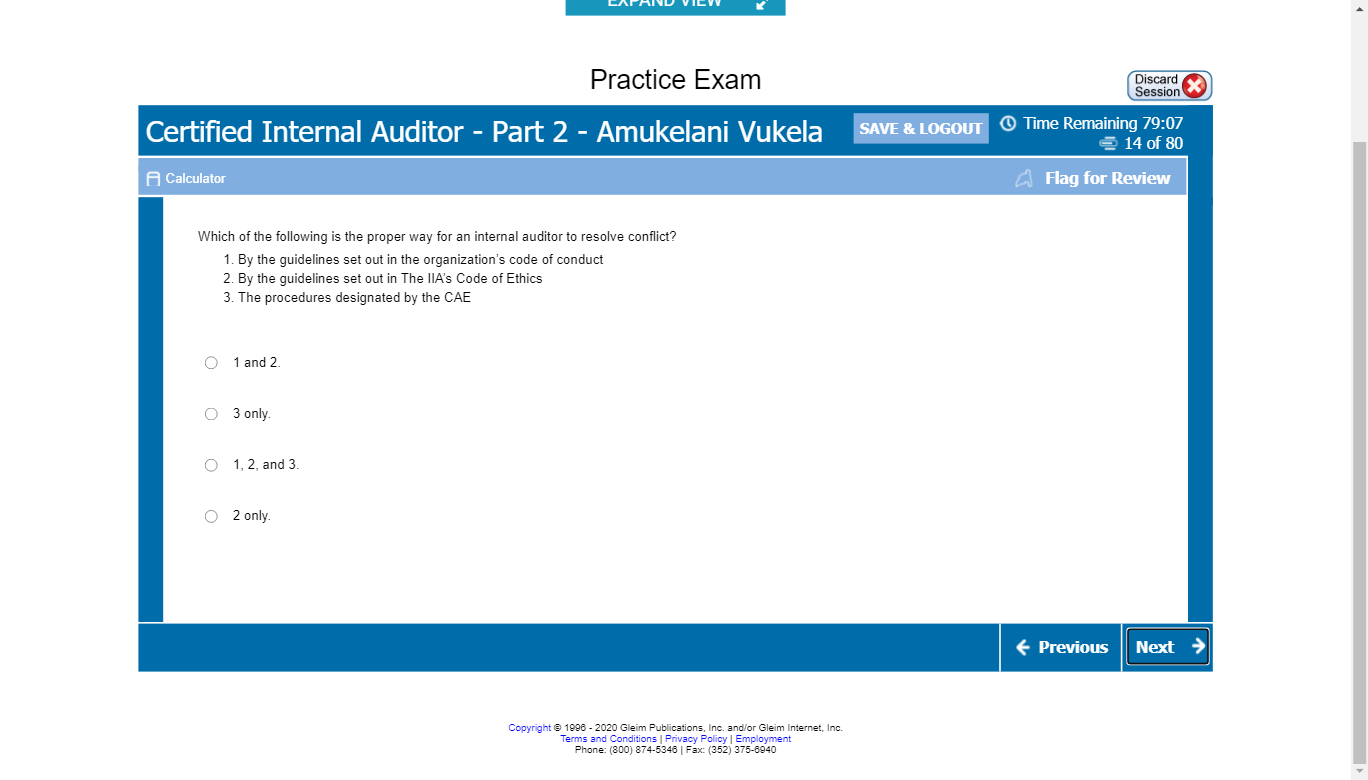 EXPAND VIEW
Practice Exam
Discard
Session
Certified Internal Auditor - Part 2 - Amukelani Vukela
SAVE & LOGOUT
Time Remaining 79:07
14 of 80
Calculator
Flag for Review
Which of the following is the proper way for an internal auditor to resolve conflict?
1. By the guidelines set out in the organization's code of conduct
2. By the guidelines set out in The IIA's Code of Ethics
3. The procedures designated by the CAE
1 and 2.
3 only.
1, 2, and 3.
2 only.
Previous
Next
Copyright © 1996 - 2020 Gleim Publications, Inc. and/or Gleim Internet, Inc.
Terms and Conditions | Privacy Policy | Employment
Phone: (800) 874-5346 | Fax: (352) 375-6940